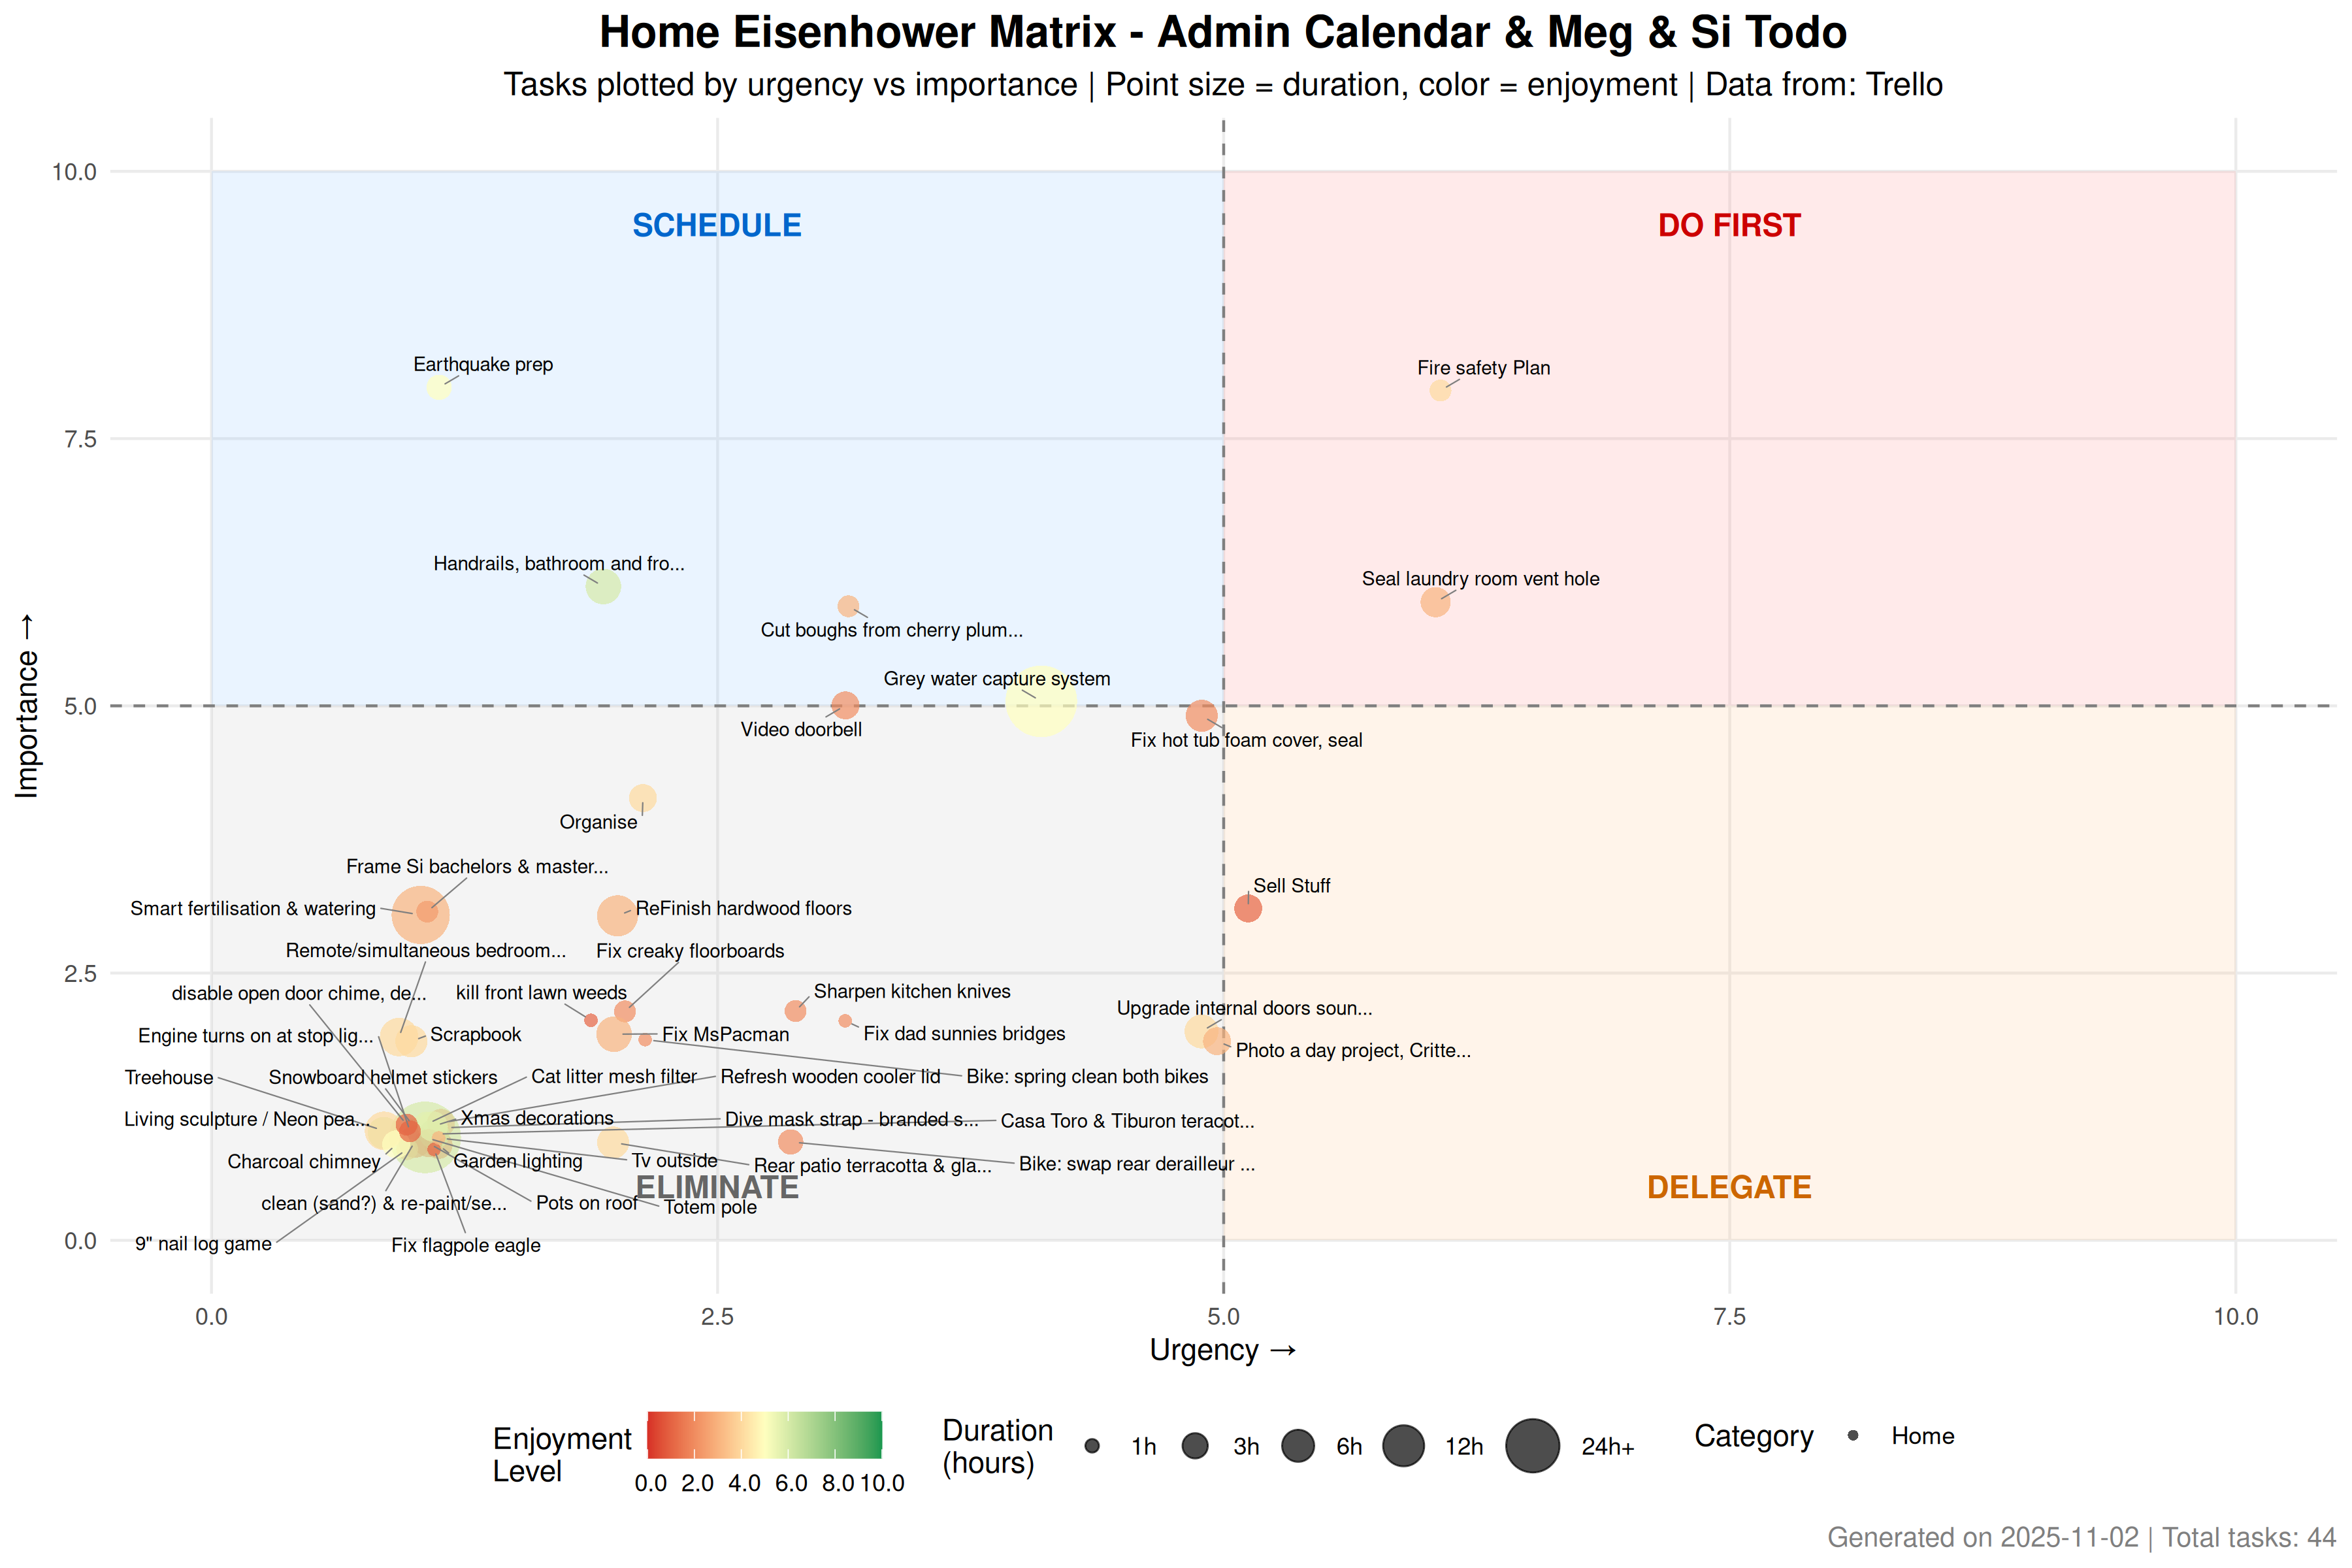 Home Eisenhower Matrix - Admin Calendar & Meg & Si Todo
Tasks plotted by urgency vs importance | Point size = duration, color = enjoyment | Data from: Trello
10.0
SCHEDULE
DO FIRST
Earthquake prep
Fire safety Plan
7.5
Handrails, bathroom and fro...
Seal laundry room vent hole
Cut boughs from cherry plum...
Grey water capture system
5.0
Video doorbell
Fix hot tub foam cover, seal
Importance →
Organise
Frame Si bachelors & master...
Sell Stuff
Smart fertilisation & watering
ReFinish hardwood floors
Remote/simultaneous bedroom...
Fix creaky floorboards
2.5
disable open door chime, de...
kill front lawn weeds
Sharpen kitchen knives
Upgrade internal doors soun...
Engine turns on at stop lig...
Scrapbook
Fix MsPacman
Fix dad sunnies bridges
Photo a day project, Critte...
Treehouse
Snowboard helmet stickers
Cat litter mesh filter
Refresh wooden cooler lid
Bike: spring clean both bikes
Living sculpture / Neon pea...
Xmas decorations
Dive mask strap - branded s...
Casa Toro & Tiburon teracot...
Charcoal chimney
Garden lighting
Tv outside
Rear patio terracotta & gla...
Bike: swap rear derailleur ...
ELIMINATE
DELEGATE
clean (sand?) & re-paint/se...
Pots on roof
Totem pole
0.0
9" nail log game
Fix flagpole eagle
0.0
2.5
5.0
7.5
10.0
Urgency →
Enjoyment
Level
0.0 2.0 4.0 6.0 8.0 10.0
Duration
(hours)
1h
3h
6h
12h
24h+
Category
Home
Generated on 2025-11-02 | Total tasks: 44